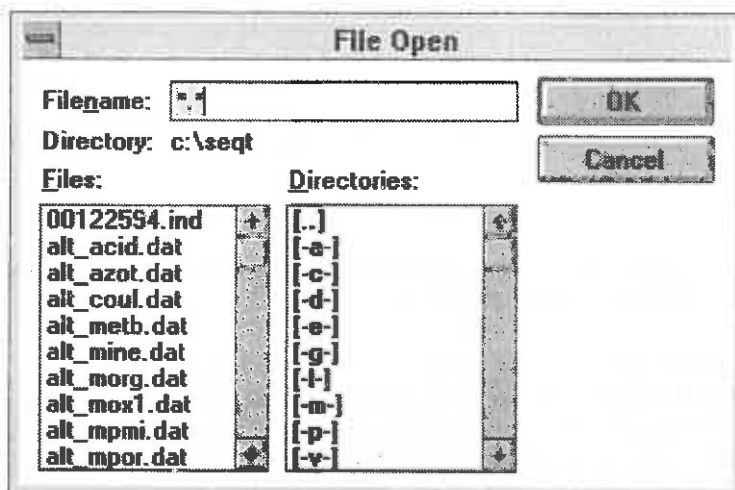 File Open
Filename: *.*
OK
Directory: c:\seqt
Cancel
Files:
Directories:
00122594.ind
alt_acid.dat
alt_azot.dat
alt_coul.dat
alt_metb.dat
alt_mine.dat
alt_morg.dat
alt_mox1.dat
alt_mpmi.dat
alt_mpor.dat
[..]
[-a-]
[-c-]
[-d-]
[-e-]
[-g-]
[-l-]
[-m-]
[-p-]
[-v-]